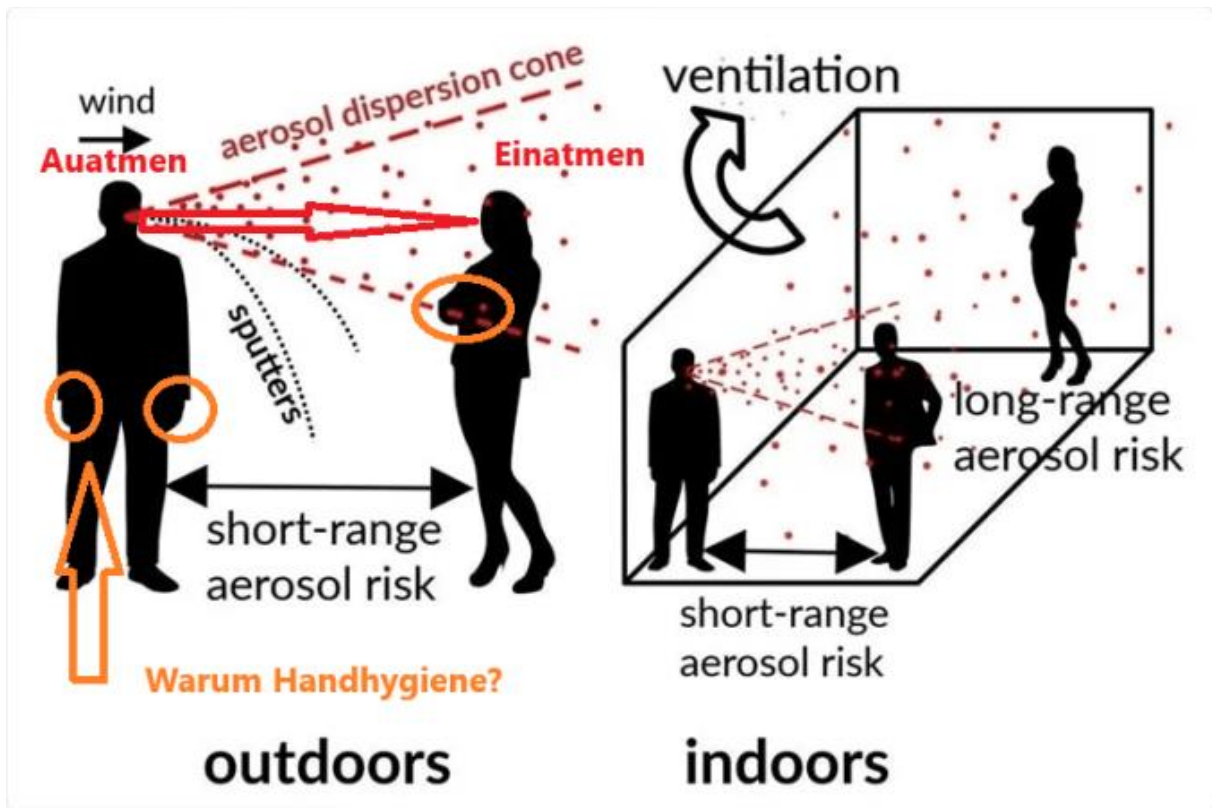 wind
Auatmen
aerosol dispersion cone
Einatmen
sputters
short-range
aerosol risk
Warum Handhygiene?
outdoors
ventilation
long-range
aerosol risk
short-range
aerosol risk
indoors